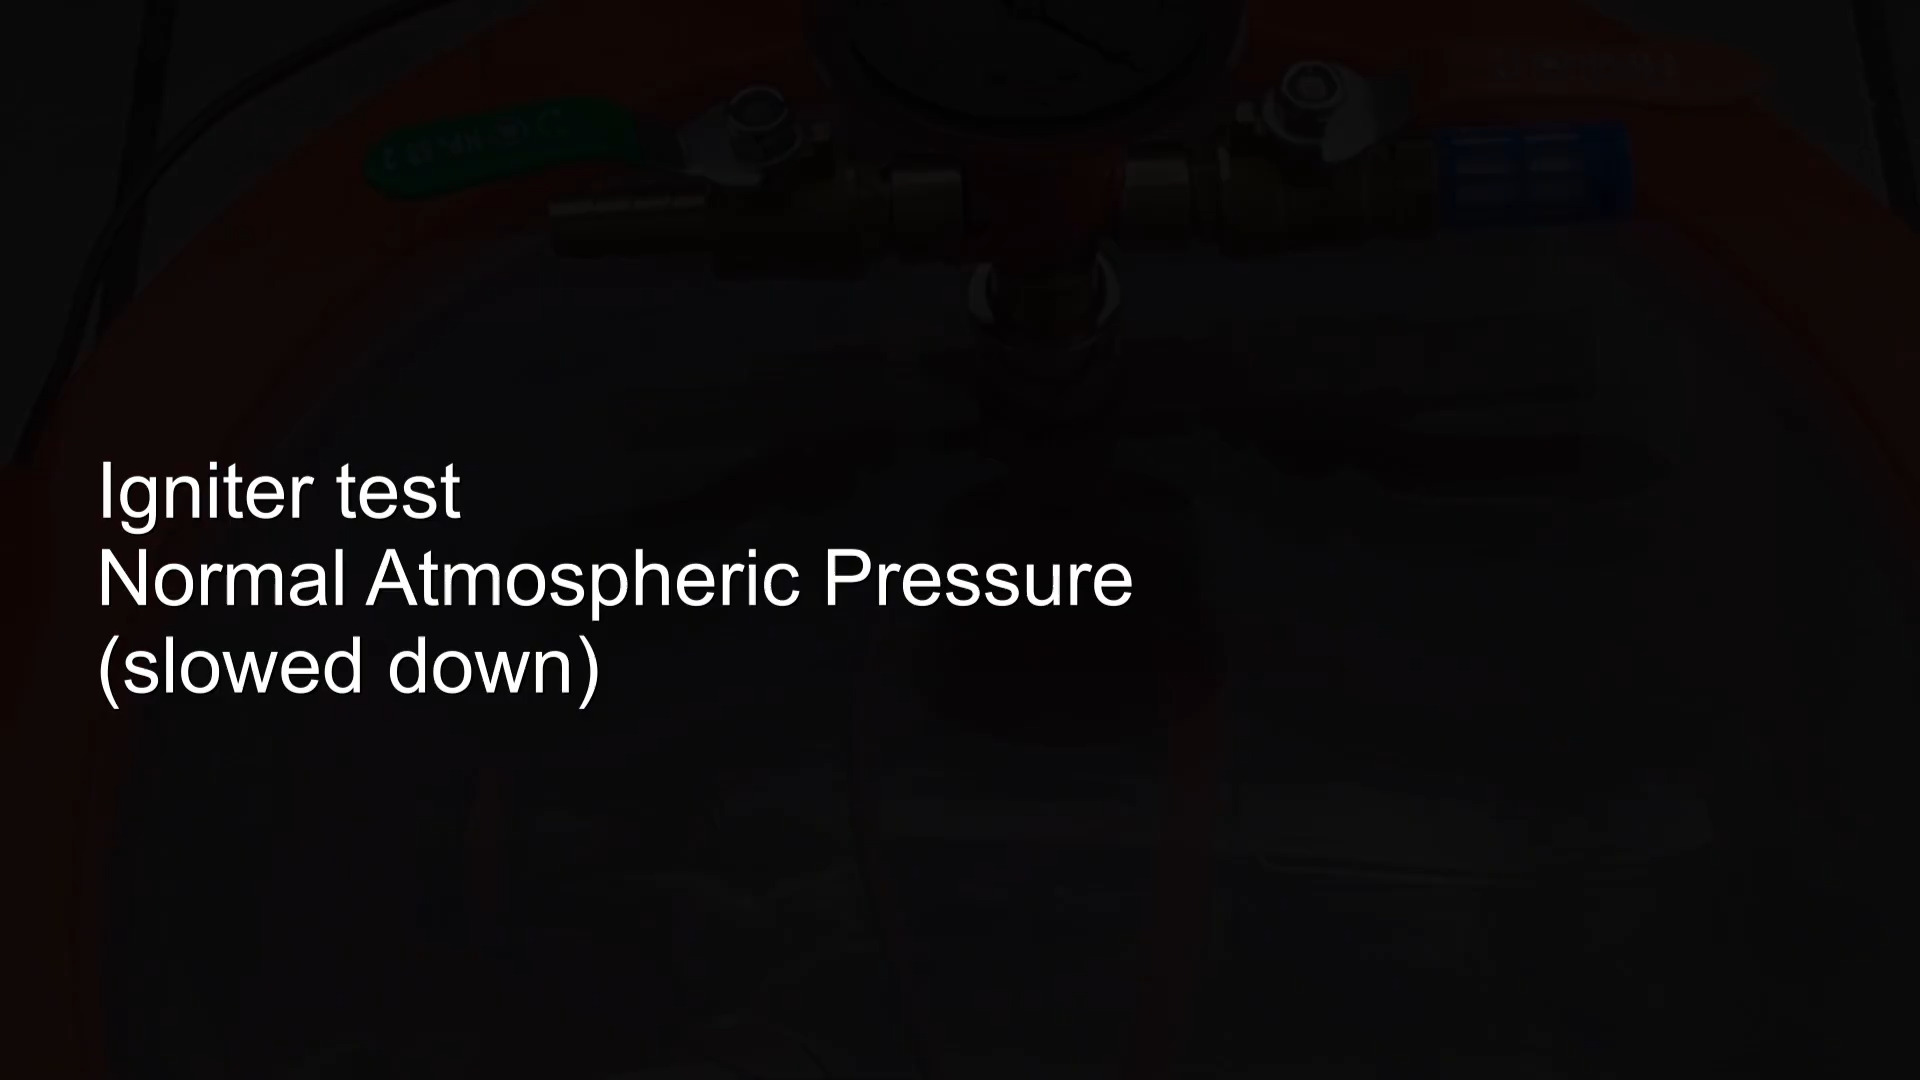 Igniter test
Normal Atmospheric Pressure
(slowed down)